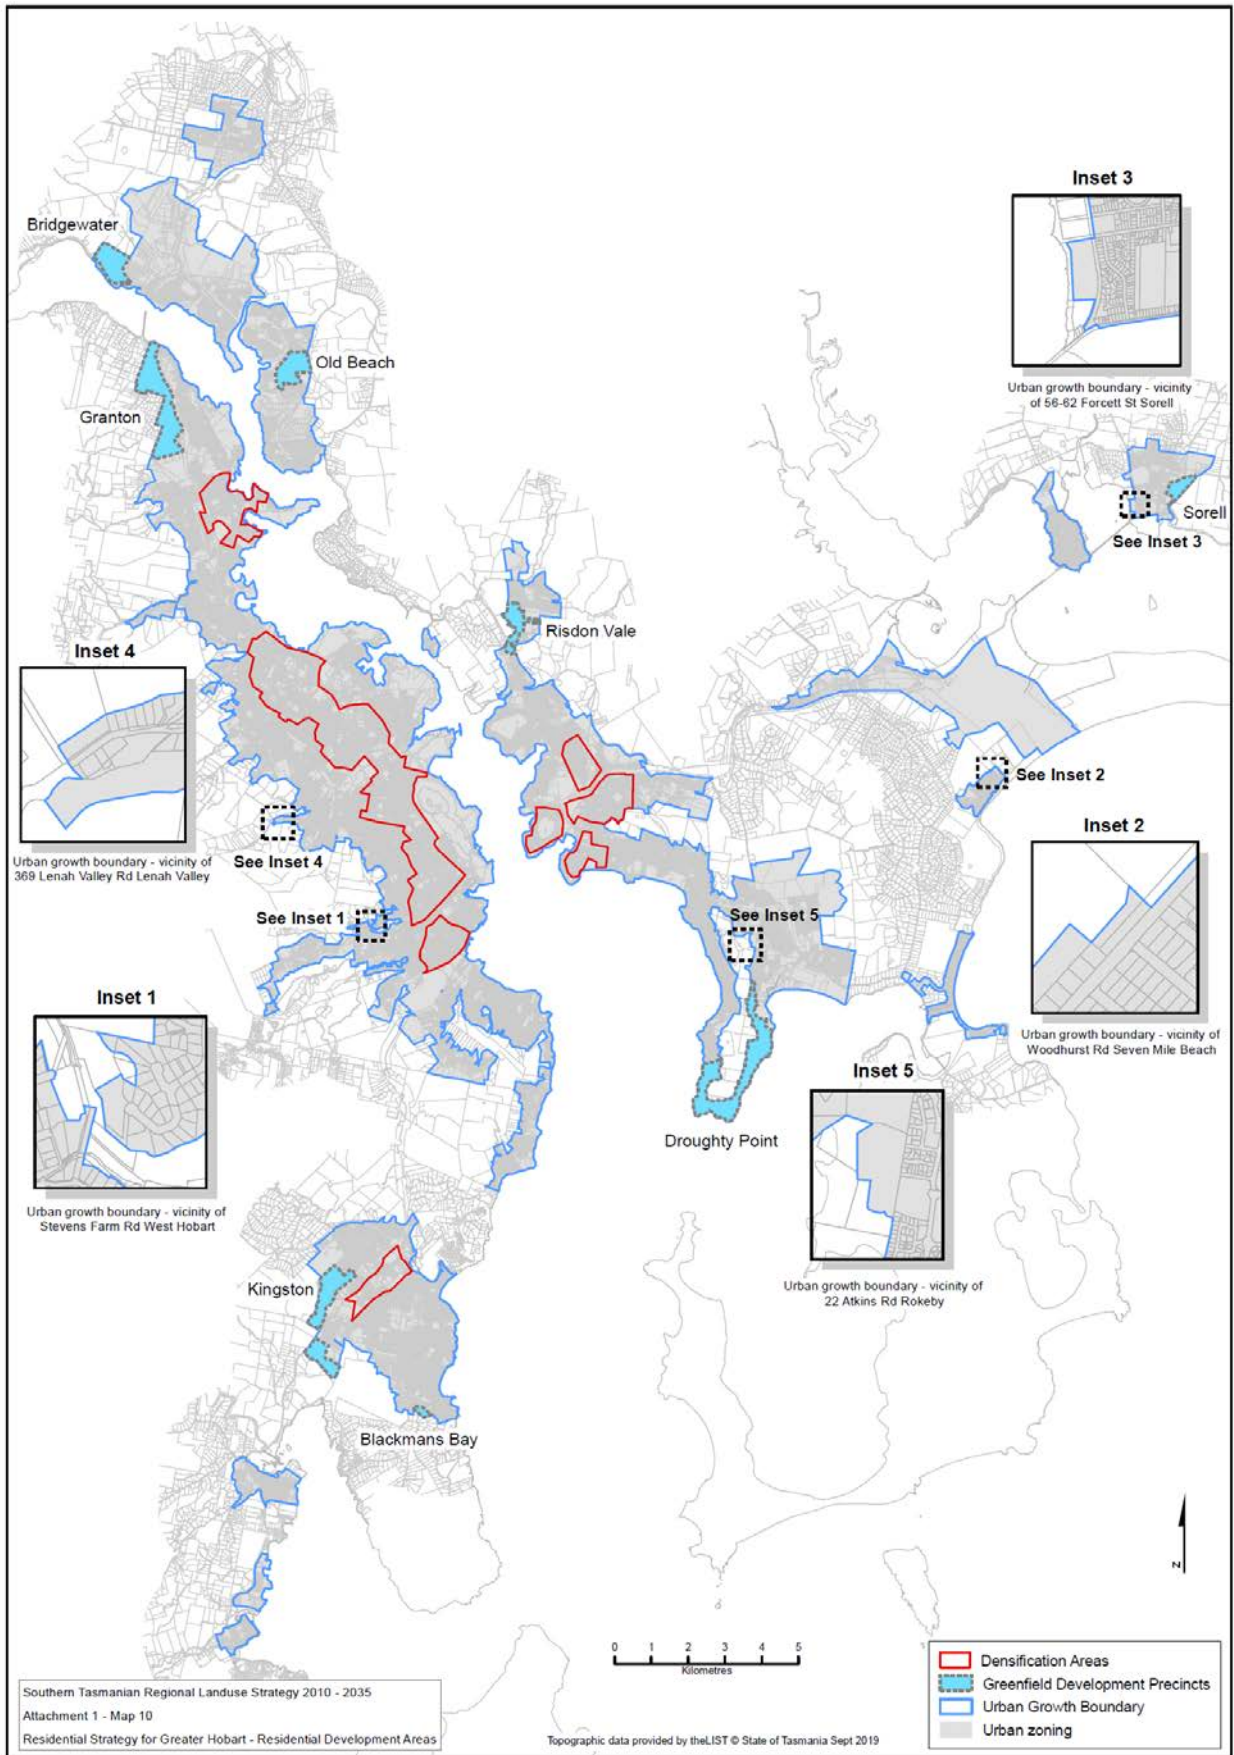 Inset 3
Bridgewater
Old Beach
Urban growth boundary - vicinity
of 56-62 Forcett St Sorell
Granton
Sorell
See Inset 3
Risdon Vale
Inset 4
See Inset 2
Inset 2
Urban growth boundary - vicinity of
369 Lenah Valley Rd Lenah Valley
See Inset 4
See Inset 1
See Inset 5
Inset 1
Urban growth boundary - vicinity of
Woodhurst Rd Seven Mile Beach
Inset 5
Droughty Point
Urban growth boundary - vicinity of
Stevens Farm Rd West Hobart
Kingston
Urban growth boundary - vicinity of
22 Atkins Rd Rokeby
Blackmans Bay
N
0 1 2 3 4 5
Kilometres
Densification Areas
Greenfield Development Precincts
Urban Growth Boundary
Urban zoning
Southern Tasmanian Regional Landuse Strategy 2010 - 2035
Attachment 1 - Map 10
Residential Strategy for Greater Hobart - Residential Development Areas
Topographic data provided by theLIST © State of Tasmania Sept 2019